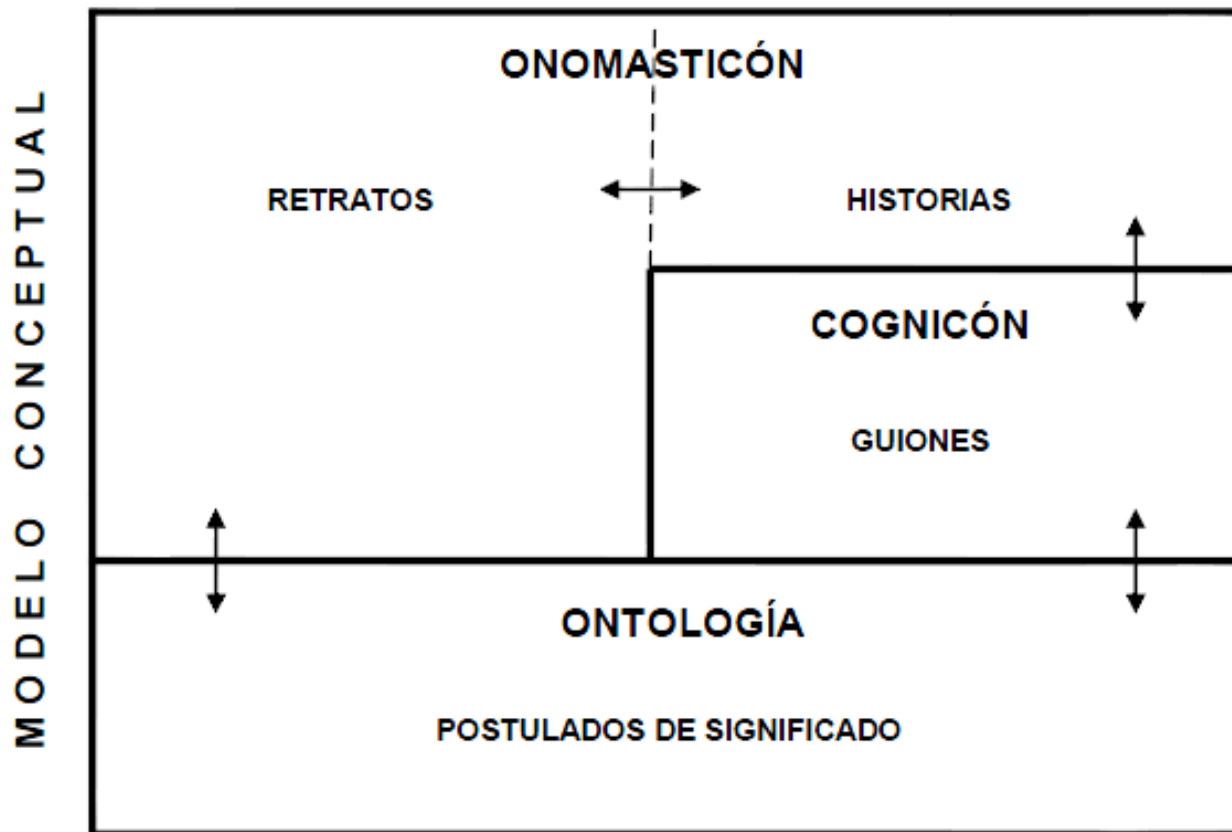 MODELO CONCEPTUAL
ONOMASTICÓN
RETRATOS
HISTORIAS
COGNICÓN
GUIONES
ONTOLOGÍA
POSTULADOS DE SIGNIFICADO